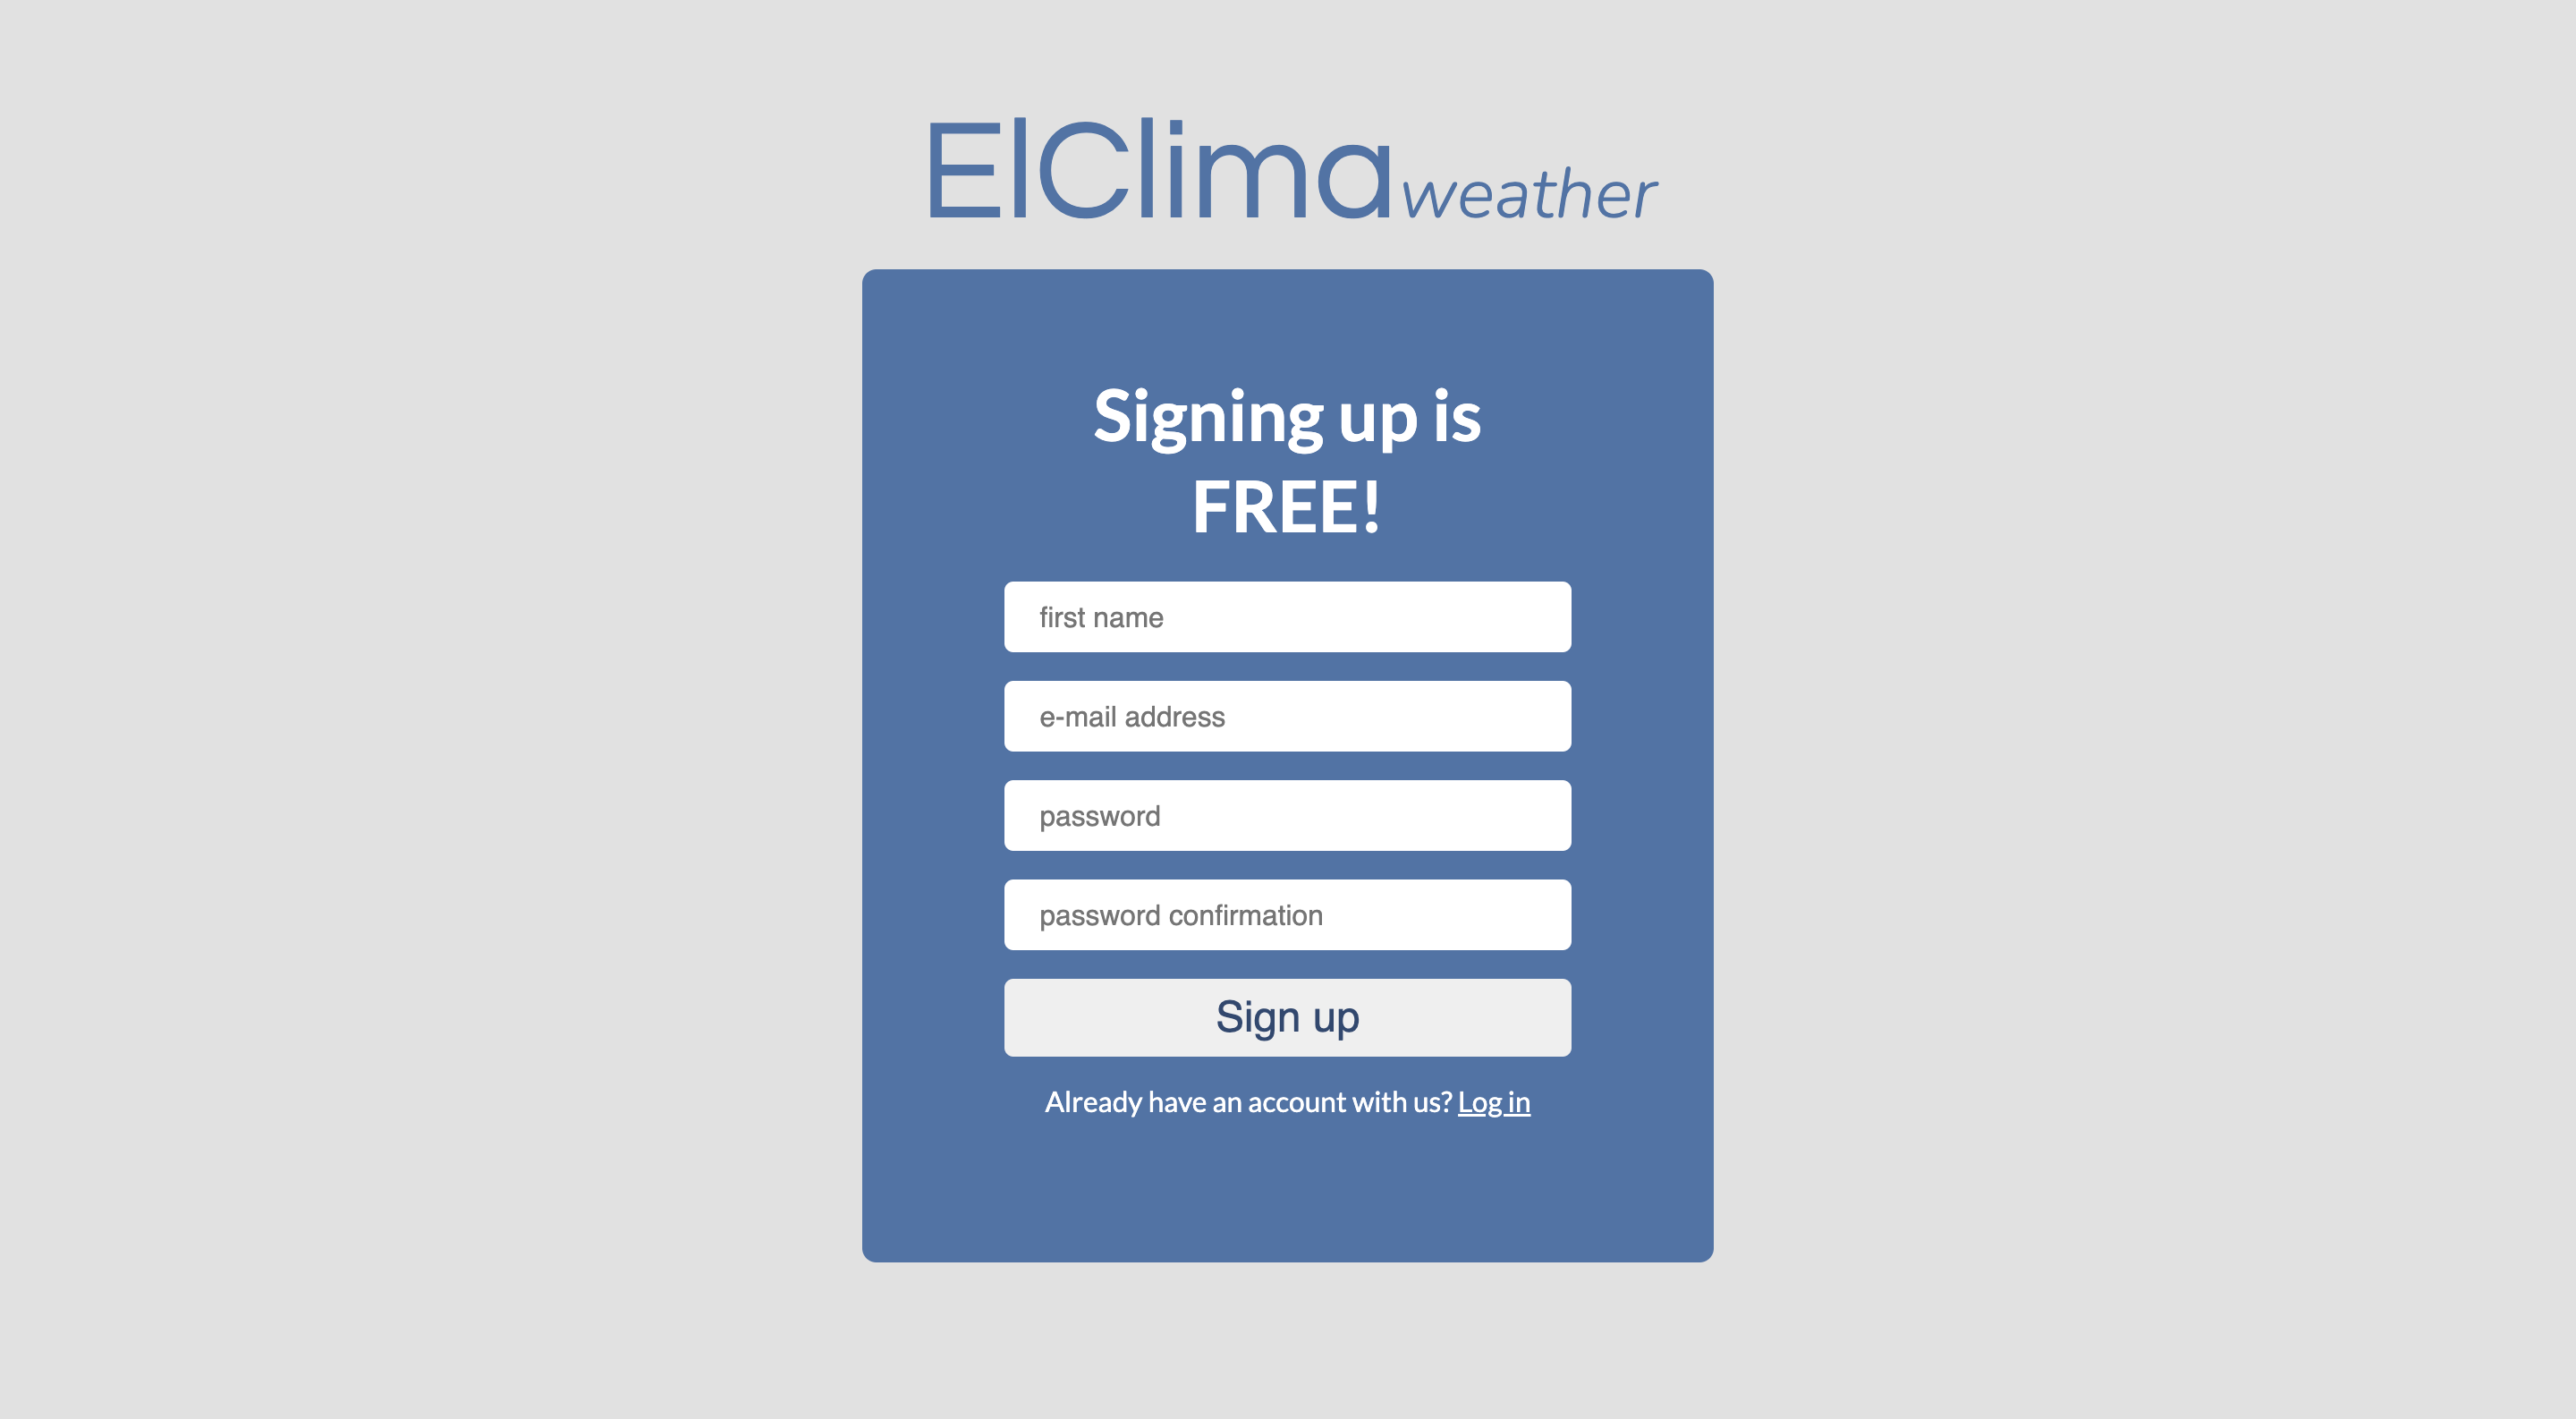 ElClima weather
Signing up is
FREE!
first name
e-mail address
password
password confirmation
Sign up
Already have an account with us? Log in